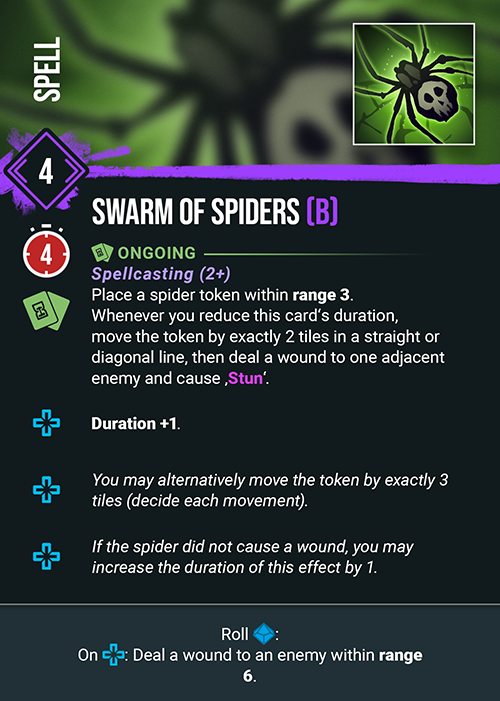 SPELL
4
SWARM OF SPIDERS (B)
4
ONGOING
Spellcasting (2+)
Place a spider token within range 3.
Whenever you reduce this card‘s duration,
move the token by exactly 2 tiles in a straight or
diagonal line, then deal a wound to one adjacent
enemy and cause ‚Stun‘.
Duration +1.
You may alternatively move the token by exactly 3
tiles (decide each movement).
If the spider did not cause a wound, you may
increase the duration of this effect by 1.
Roll :
On : Deal a wound to an enemy within range
6.